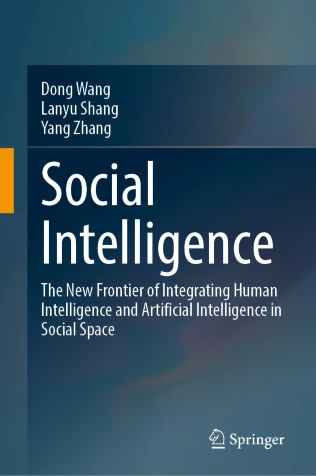 Dong Wang
Lanyu Shang
Yang Zhang
Social
Intelligence
The New Frontier of Integrating Human
Intelligence and Artificial Intelligence in
Social Space
Springer